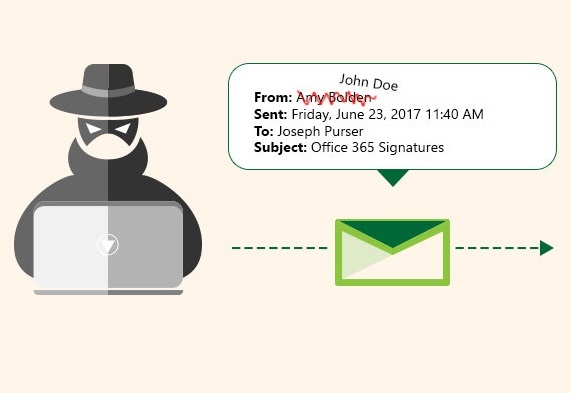 John Doe
From: Amy Bolden
Sent: Friday, June 23, 2017 11:40 AM
To: Joseph Purser
Subject: Office 365 Signatures